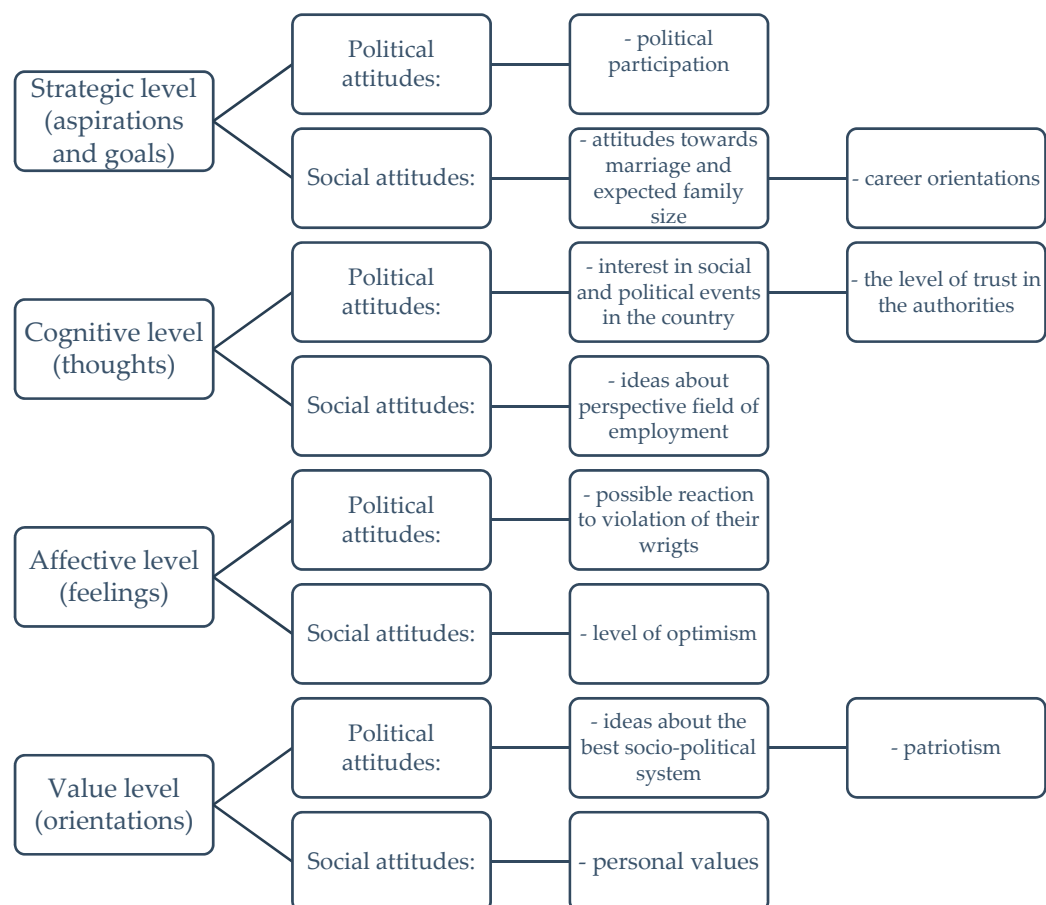 Strategic level
(aspirations
and goals)
Political
attitudes:
- political
participation
Social attitudes:
- attitudes towards
marriage and
expected family
size
- career orientations
Cognitive level
(thoughts)
Political
attitudes:
- interest in social
and political events
in the country
- the level of trust in
the authorities
Social attitudes:
- ideas about
perspective field of
employment
Affective level
(feelings)
Political
attitudes:
- possible reaction
to violation of their
wrigts
Social attitudes:
- level of optimism
Value level
(orientations)
Political
attitudes:
- ideas about the
best socio-political
system
- patriotism
Social attitudes:
- personal values